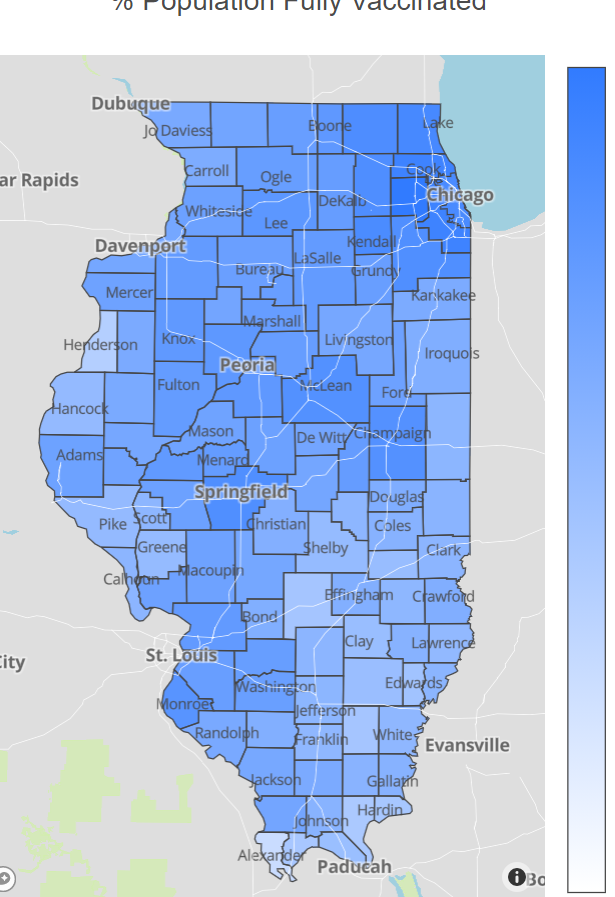 % Population Fully Vaccinated
Dubuque
Jo Daviess
Boone
Lake
Carroll
Cook
Ogle
ar Rapids
Chicago
DeKalb
Whiteside
Lee
Kendall
Davenport
LaSalle
Bureau
Grundy
Mercer
Kankakee
Marshall
Henderson
Knox
Livingston
Iroquois
Peoria
Fulton
McLean
Ford
Hancock
Mason
De Witt
Champaign
Adams
Menard
Springfield
Douglas
Pike
Scott
Christian
Coles
Greene
Shelby
Clark
Macoupin
Calhoun
Effingham
Crawford
Bond
Clay
Lawrence
St. Louis
City
Edwards
Washington
Monroe
Jefferson
Randolph
Franklin
White
Evansville
Jackson
Gallatin
Hardin
Johnson
Alexander
Paducah
Bo